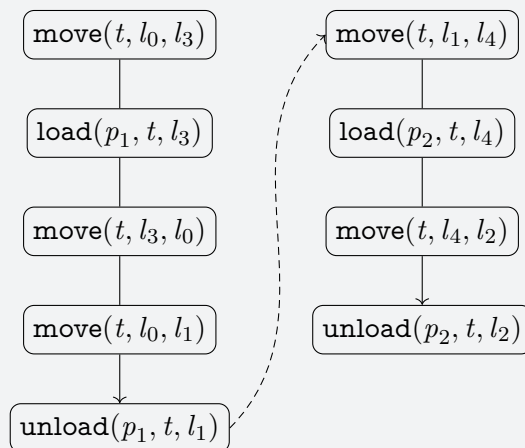 move(t, l₀, l₃)
load(p₁, t, l₃)
move(t, l₃, l₀)
move(t, l₀, l₁)
unload(p₁, t, l₁)
move(t, l₁, l₄)
load(p₂, t, l₄)
move(t, l₄, l₂)
unload(p₂, t, l₂)